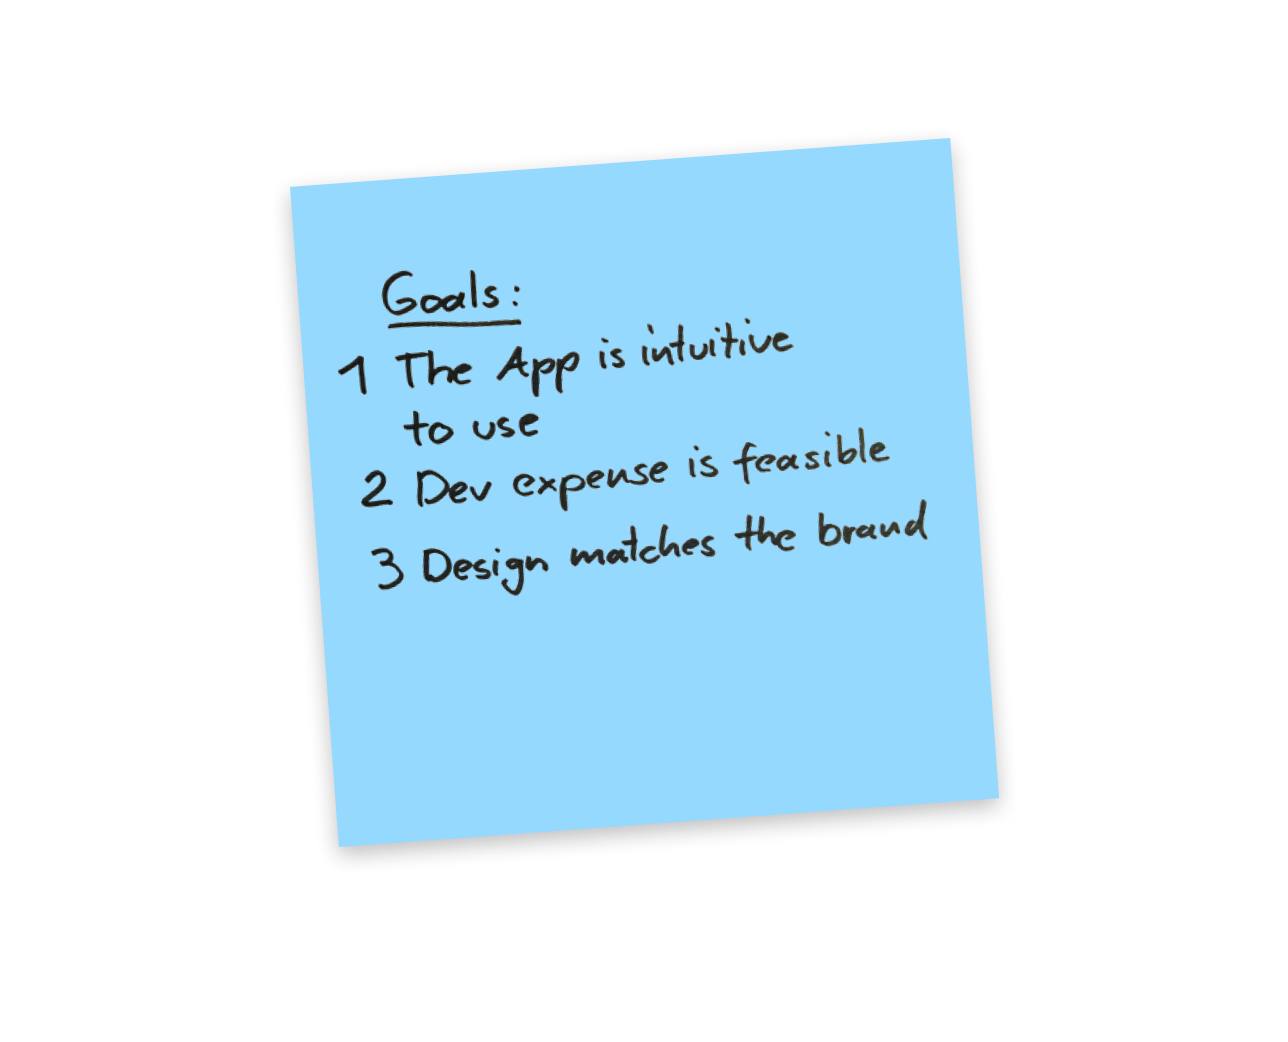 Goals:
1 The App is intuitive
to use
2 Dev expense is feasible
3 Design matches the brand